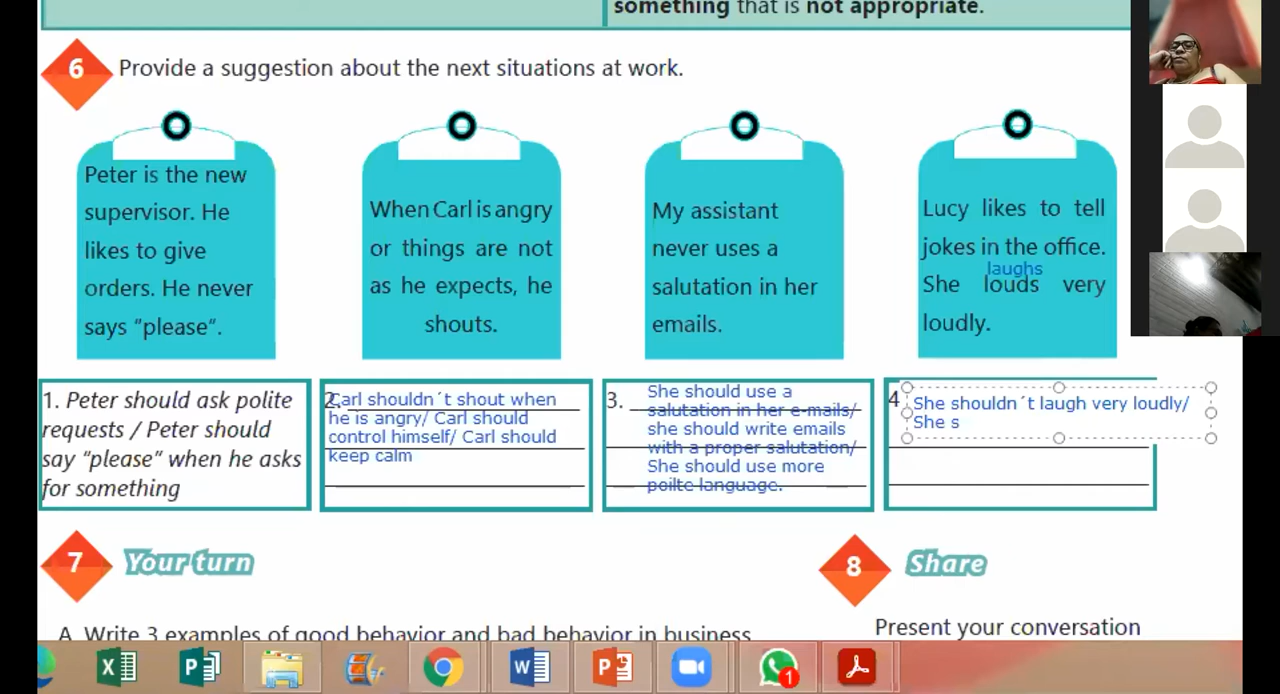 something that is not appropriate.
6 Provide a suggestion about the next situations at work.
Peter is the new
supervisor. He
likes to give
orders. He never
says “please“.
When Carl is angry
or things are not
as he expects, he
shouts.
My assistant
never uses a
salutation in her
emails.
Lucy likes to tell
jokes in the office.
laughs
She louds very
loudly.
1. Peter should ask polite
requests / Peter should
say “please” when he asks
for something
2. Carl shouldn´t shout when
he is angry/ Carl should
control himself/ Carl should
keep calm
3. She should use a
salutation in her e-mails/
she should write emails
with a proper salutation/
She should use more
poilte language.
4 She shouldn´t laugh very loudly/
She s
7 Your turn
8 Share
A. Write 3 examples of good behavior and bad behavior in business
Present your conversation
1